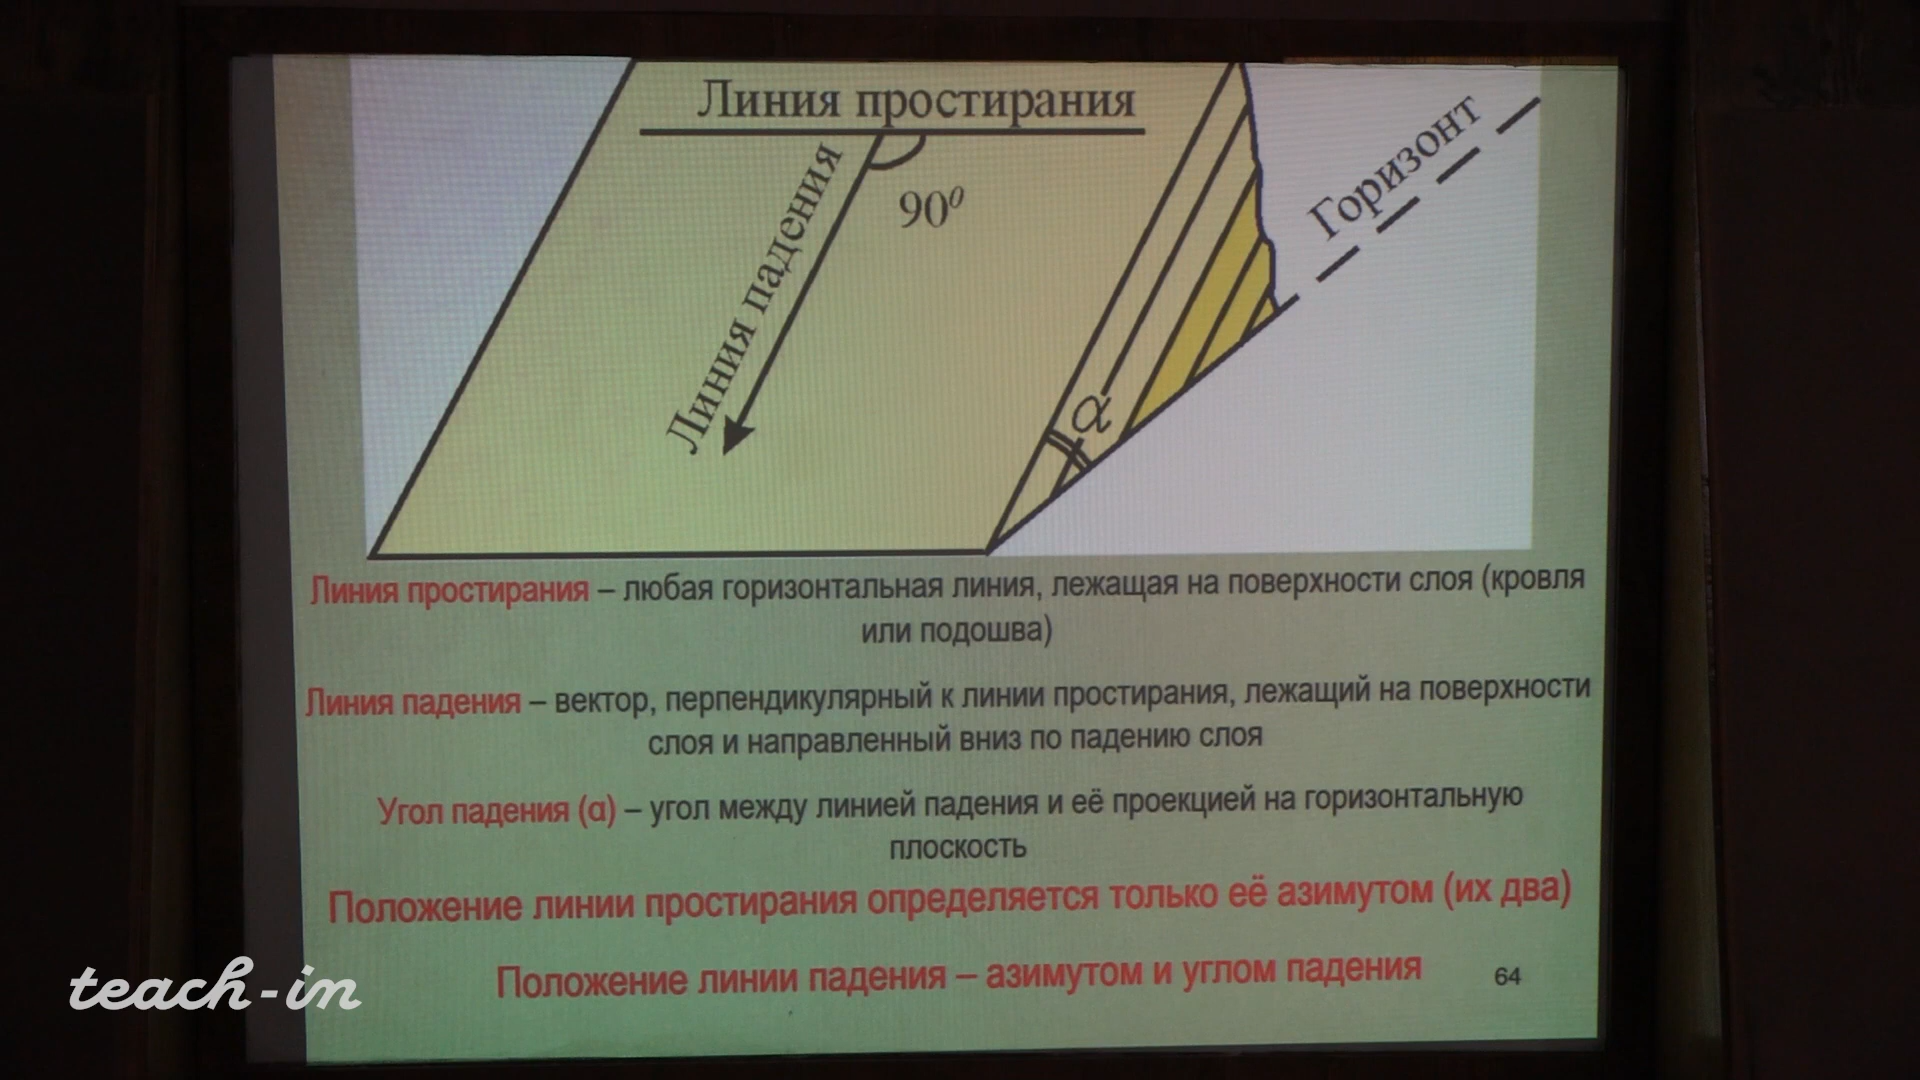 Линия простирания
Линия падения
90⁰
α
Горизонт
Линия простирания – любая горизонтальная линия, лежащая на поверхности слоя (кровля
или подошва)
Линия падения – вектор, перпендикулярный к линии простирания, лежащий на поверхности
слоя и направленный вниз по падению слоя
Угол падения (α) – угол между линией падения и её проекцией на горизонтальную
плоскость
Положение линии простирания определяется только её азимутом (их два)
Положение линии падения – азимутом и углом падения
64
teach-in